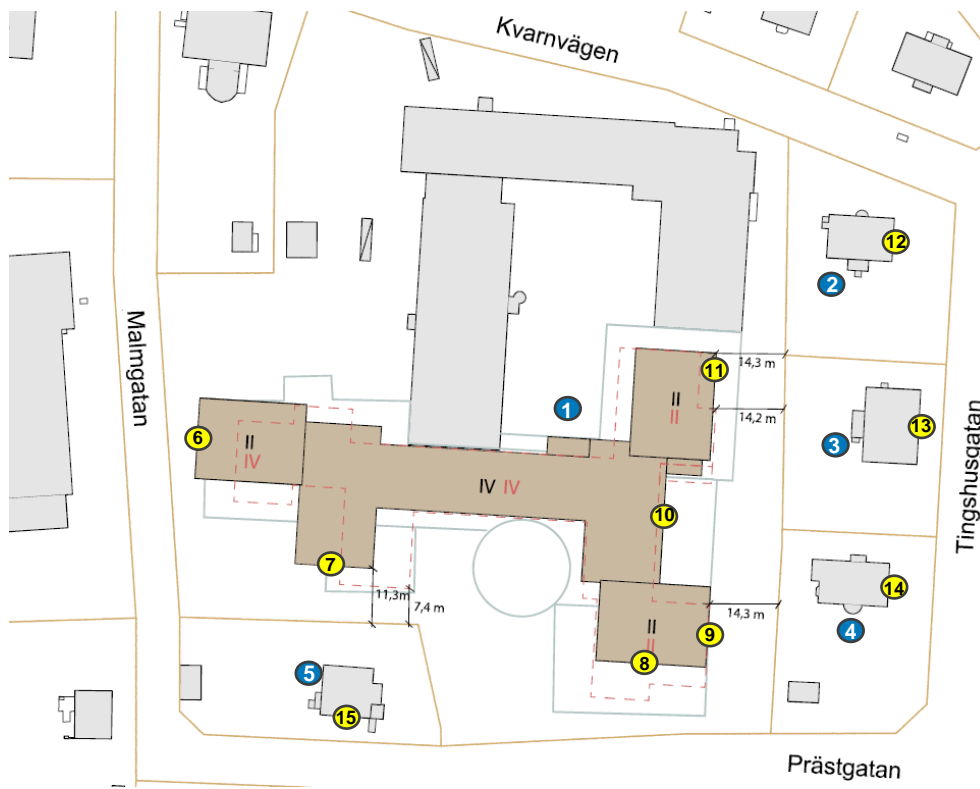 Kvarnvägen
12
2
Malmgatan
11
14,3 m
1
II
II
14,2 m
13
3
6
II
IV
IV IV
10
Tingshusgatan
7
11,3m
7,4 m
14,3 m
14
4
9
II
II
8
5
15
Prästgatan